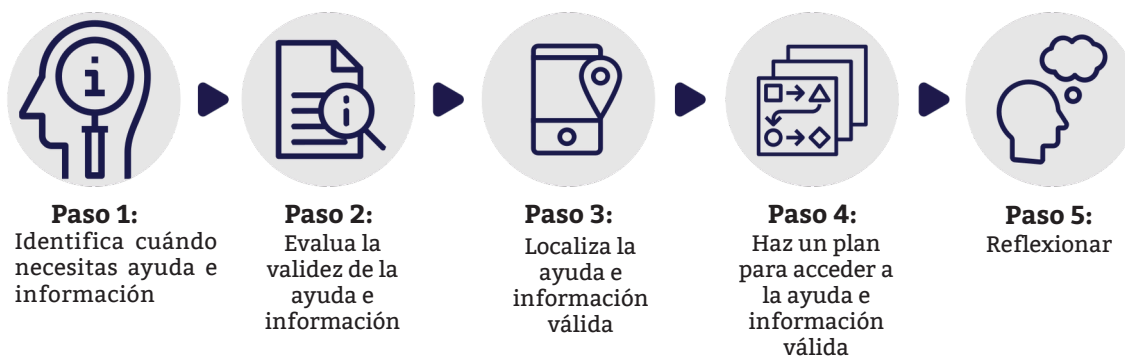 Paso 1:
Identifica cuándo
necesitas ayuda e
información
Paso 2:
Evalua la
validez de la
ayuda e
información
Paso 3:
Localiza la
ayuda e
información
válida
Paso 4:
Haz un plan
para acceder a
la ayuda e
información
válida
Paso 5:
Reflexionar